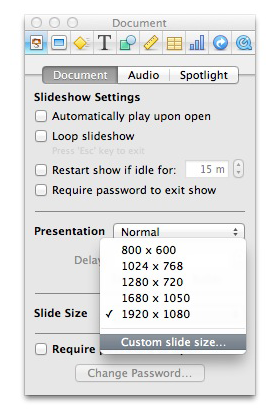 Document
Document Audio Spotlight
Slideshow Settings
Automatically play upon open
Loop slideshow
Press 'Esc' key to exit
Restart show if idle for: 15 m
Require password to exit show
Presentation Normal
Delay
800 x 600
1024 x 768
1280 x 720
1680 x 1050
Slide Size ✓ 1920 x 1080
Custom slide size...
Require
Change Password...